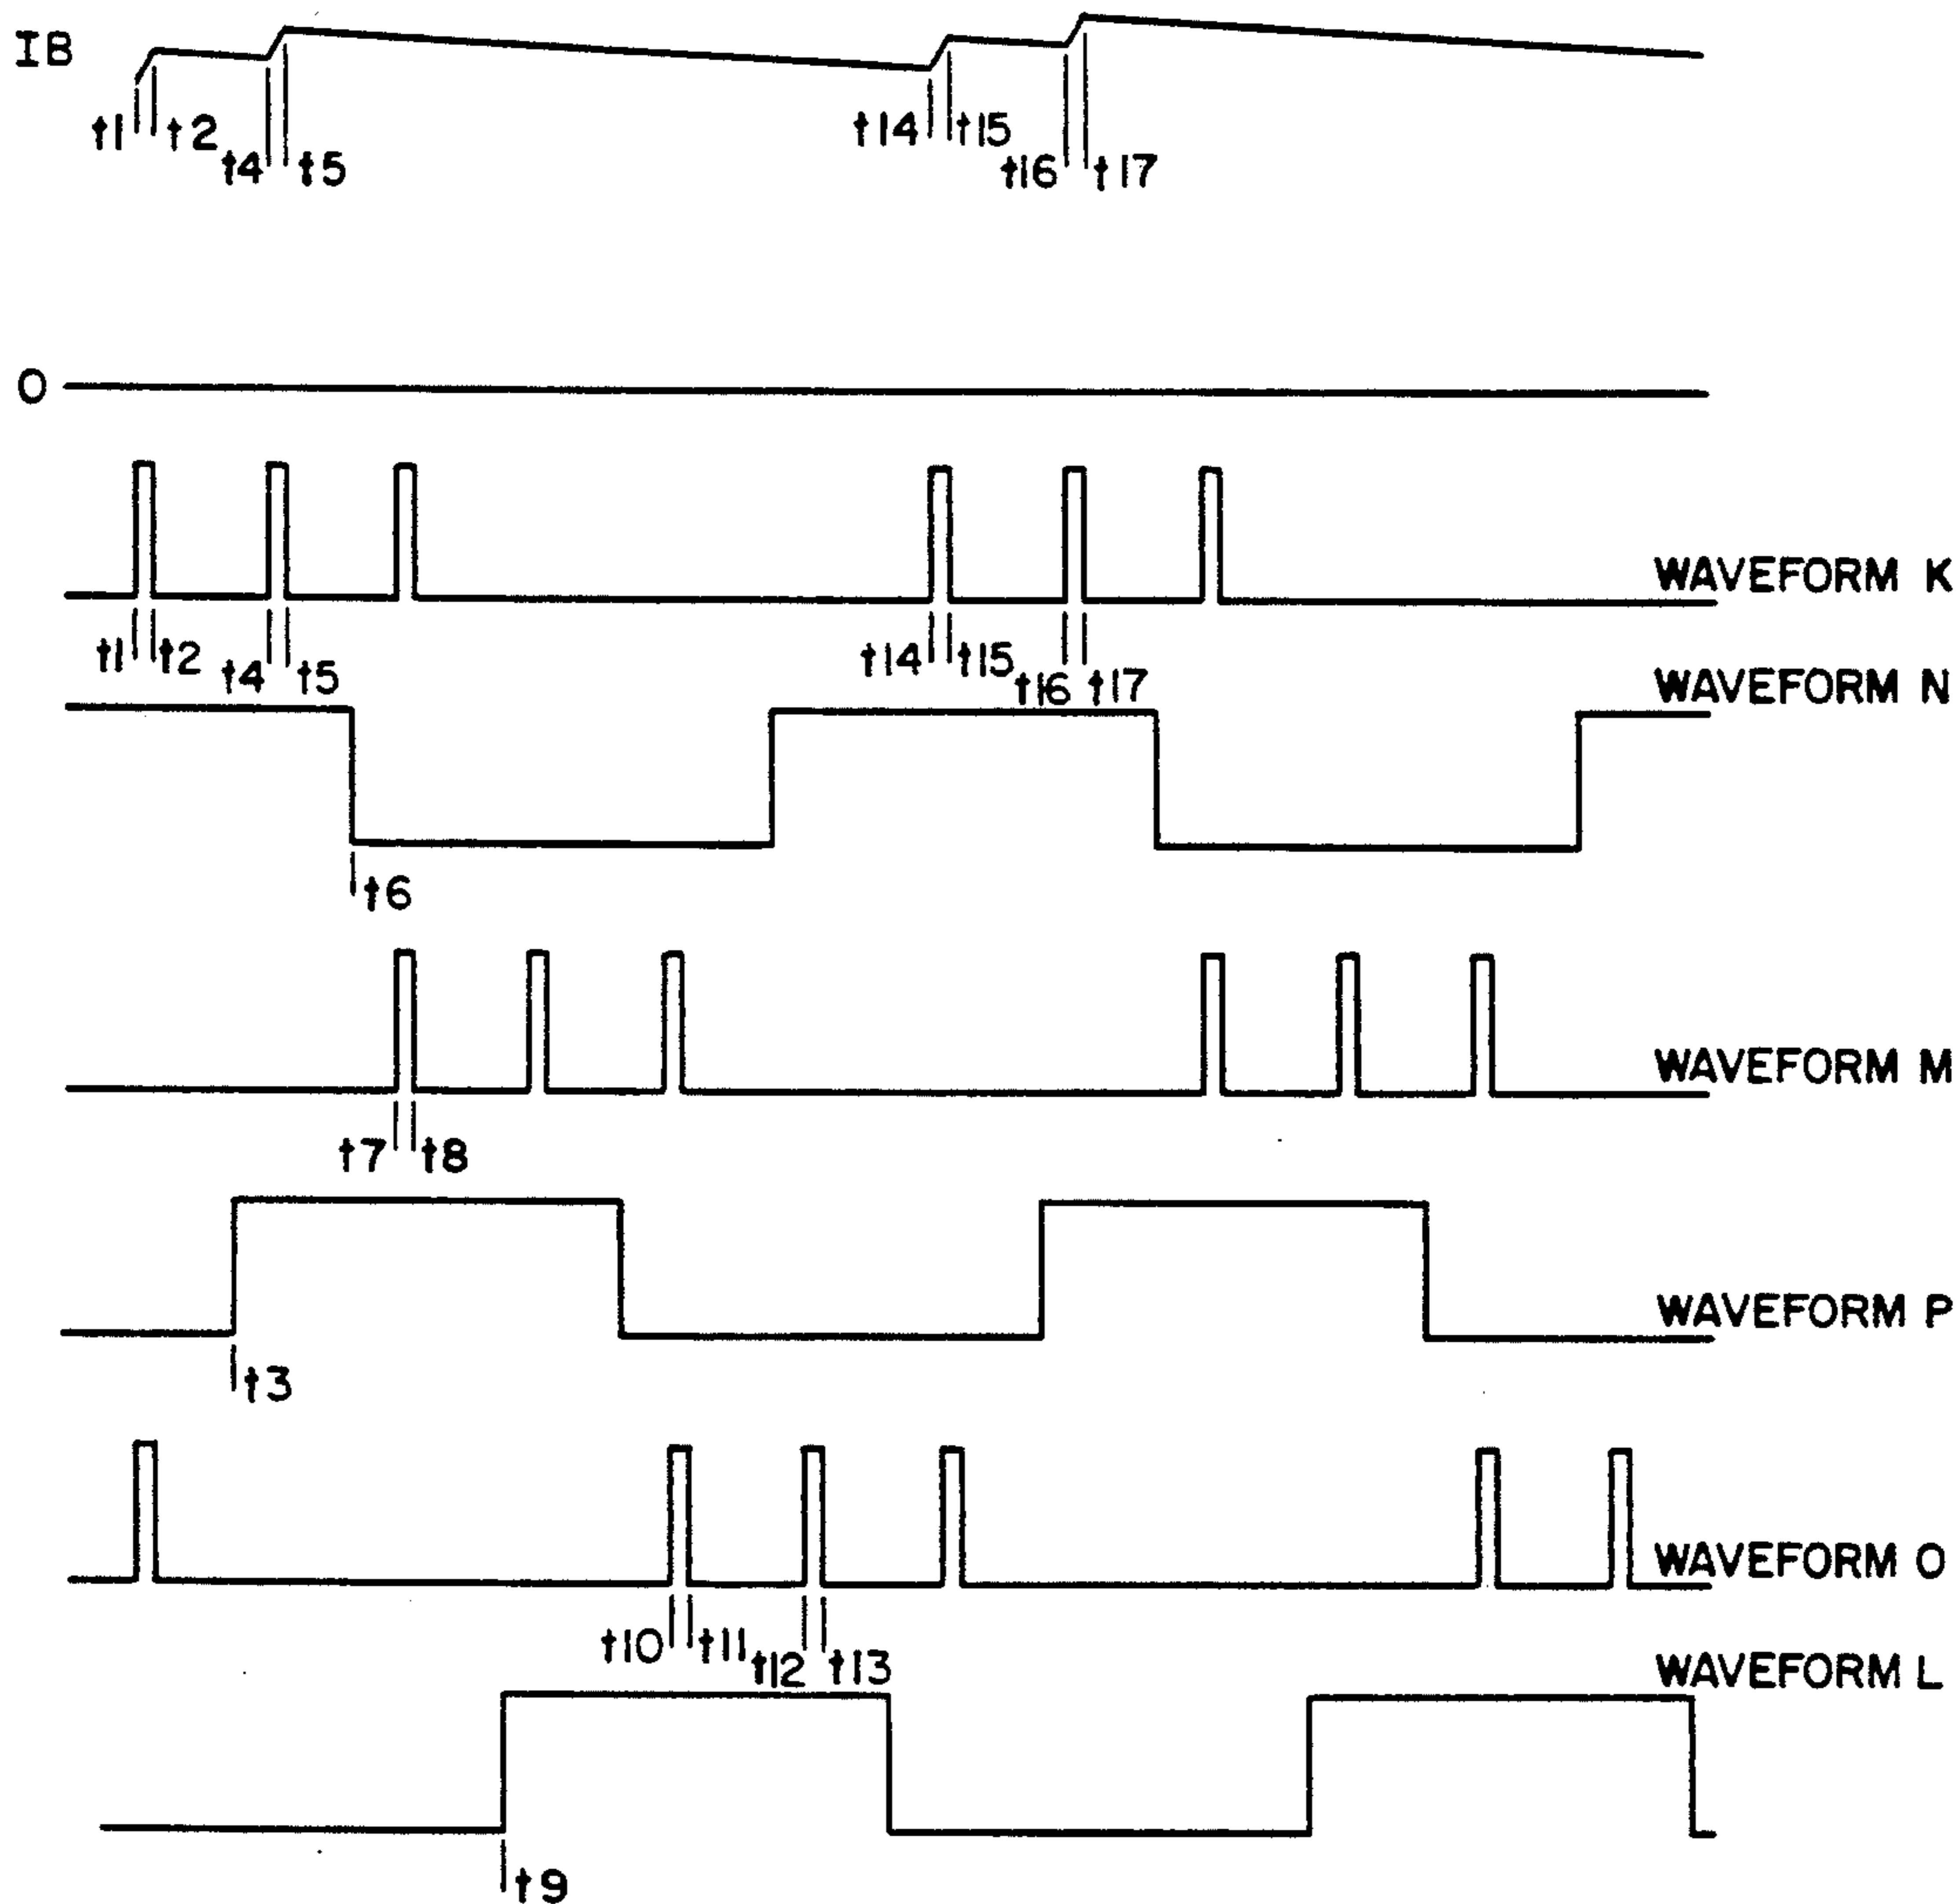 IB
t1 t2 t4 t5 t14 t15 t16 t17
0
WAVEFORM K
t1 t2 t4 t5 t14 t15 t16 t17
WAVEFORM N
t6
WAVEFORM M
t7 t8
WAVEFORM P
t3
WAVEFORM O
t10 t11 t12 t13
WAVEFORM L
t9